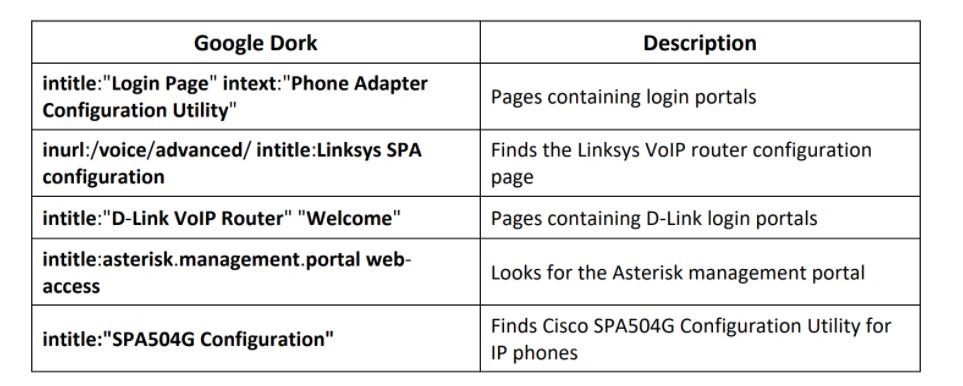 Google Dork
Description
intitle:"Login Page" intext:"Phone Adapter
Configuration Utility"
Pages containing login portals
inurl:/voice/advanced/ intitle:Linksys SPA
configuration
Finds the Linksys VoIP router configuration
page
intitle:"D-Link VoIP Router" "Welcome"
Pages containing D-Link login portals
intitle:asterisk.management.portal web-
access
Looks for the Asterisk management portal
intitle:"SPA504G Configuration"
Finds Cisco SPA504G Configuration Utility for
IP phones